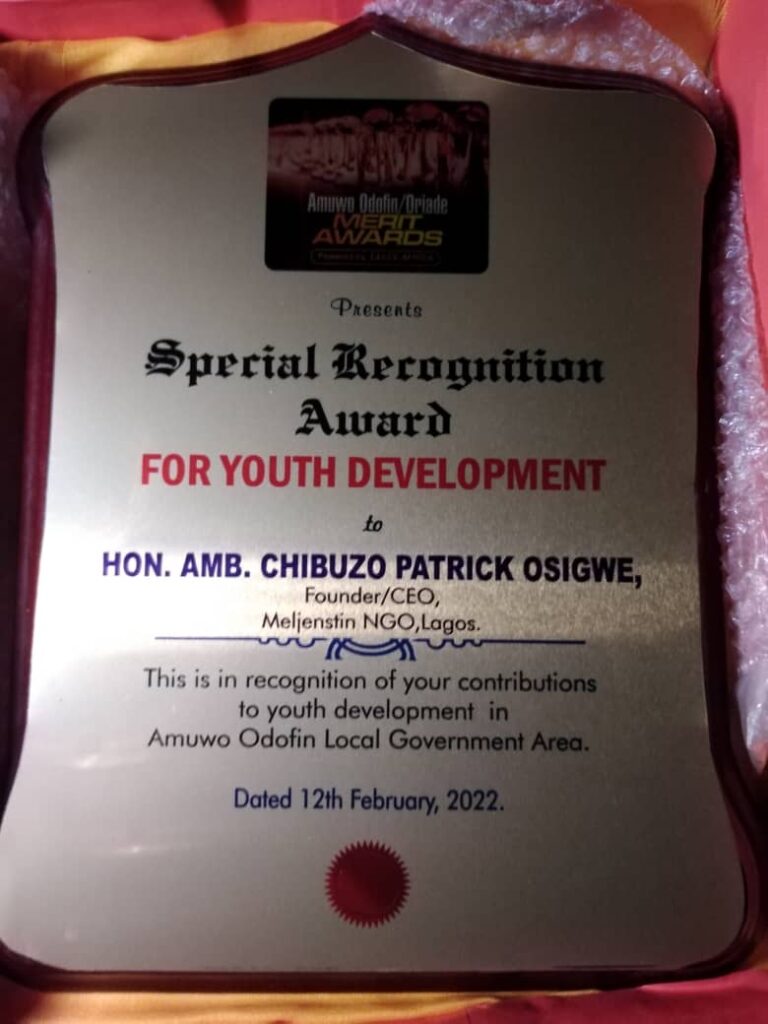 Amuwo Odofin/Oriade
MERIT
AWARDS
Presents
Special Recognition
Award
FOR YOUTH DEVELOPMENT
to
HON. AMB. CHIBUZO PATRICK OSIGWE,
Founder/CEO,
Meljenstin NGO,Lagos.
This is in recognition of your contributions
to youth development in
Amuwo Odofin Local Government Area.
Dated 12th February, 2022.